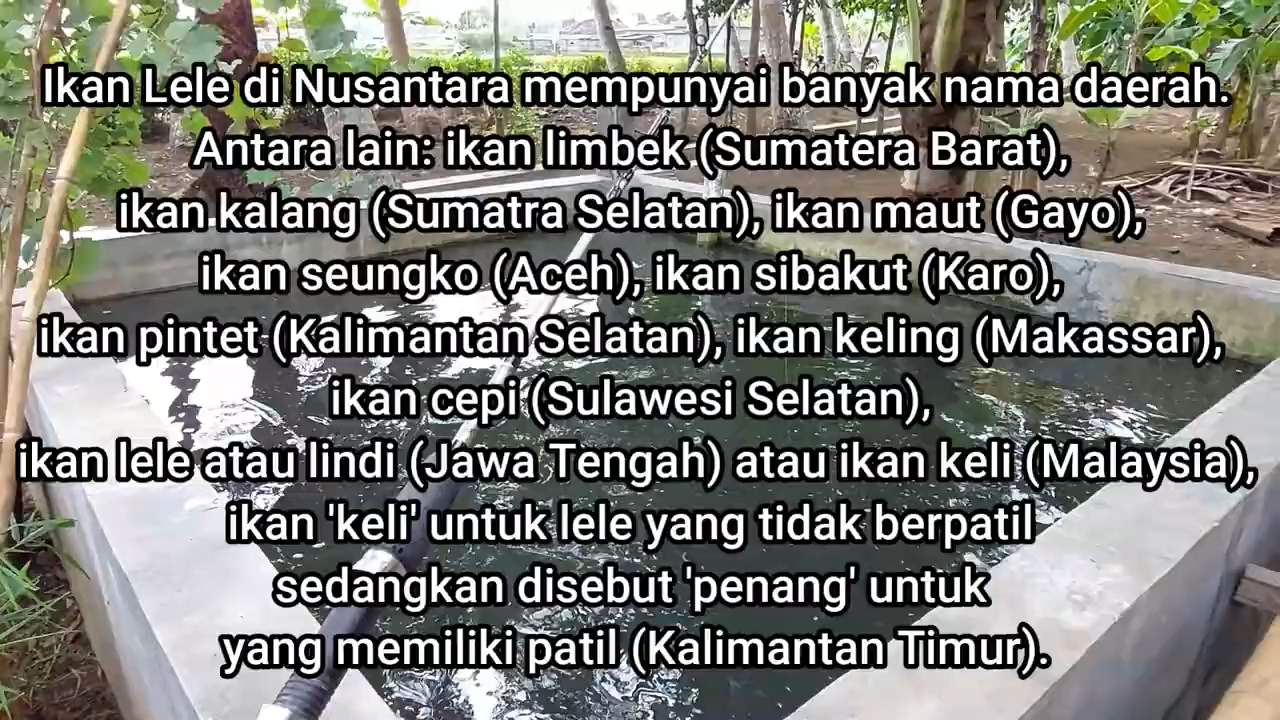 Ikan Lele di Nusantara mempunyai banyak nama daerah.
Antara lain: ikan limbek (Sumatera Barat),
ikan kalang (Sumatra Selatan), ikan maut (Gayo),
ikan seungko (Aceh), ikan sibakut (Karo),
ikan pintet (Kalimantan Selatan), ikan keling (Makassar),
ikan cepi (Sulawesi Selatan),
ikan lele atau lindi (Jawa Tengah) atau ikan keli (Malaysia),
ikan 'keli' untuk lele yang tidak berpatil
sedangkan disebut 'penang' untuk
yang memiliki patil (Kalimantan Timur).